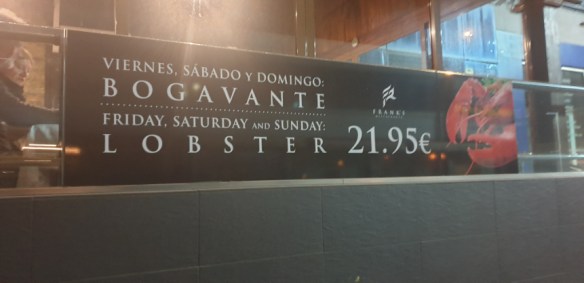 VIERNES, SÁBADO Y DOMINGO:
BOGAVANTE
FRIDAY, SATURDAY AND SUNDAY:
LOBSTER
21.95€